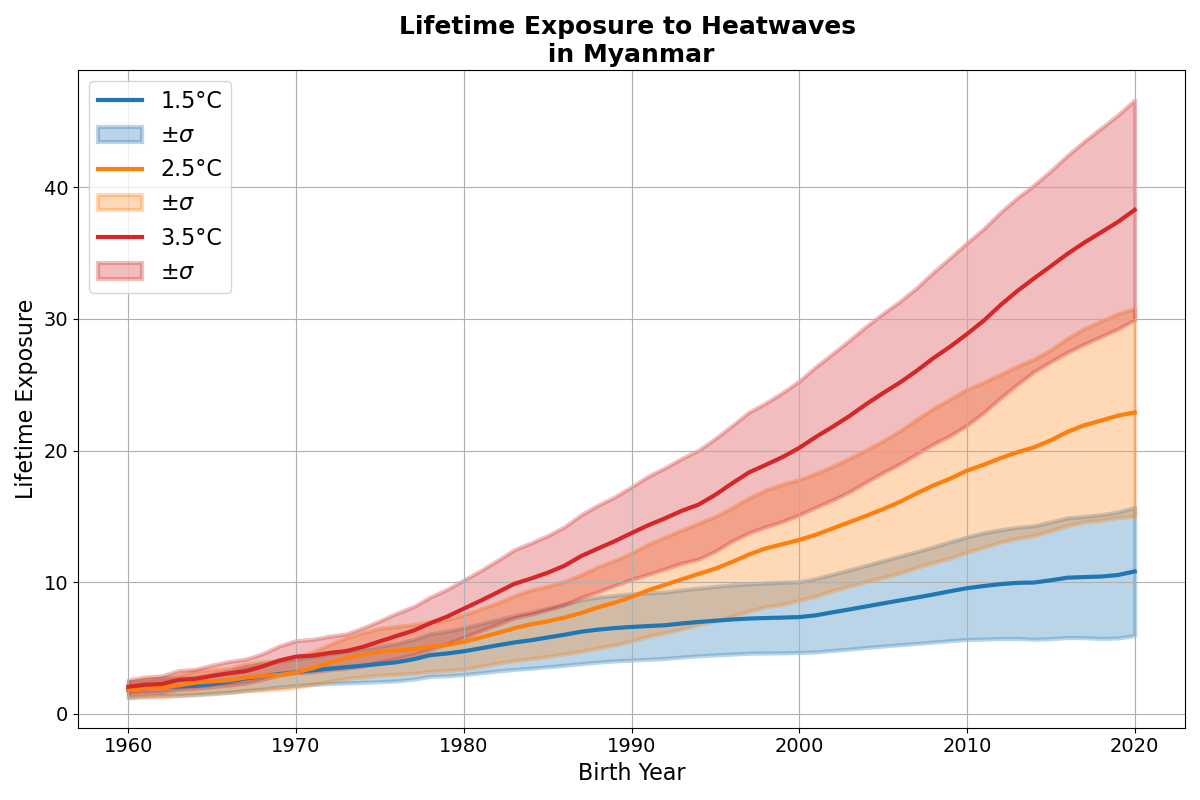 Lifetime Exposure to Heatwaves
in Myanmar
1.5°C
±σ
2.5°C
±σ
3.5°C
±σ
Lifetime Exposure
40
30
20
10
0
1960
1970
1980
1990
2000
2010
2020
Birth Year